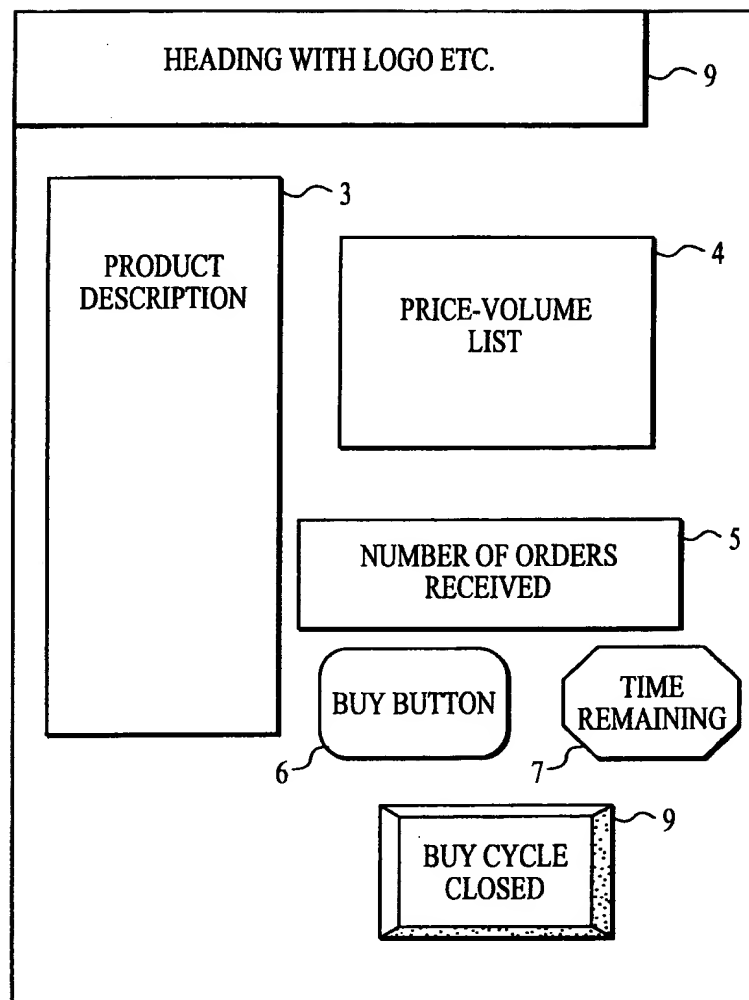 HEADING WITH LOGO ETC.
9
3
PRODUCT
DESCRIPTION
4
PRICE-VOLUME
LIST
5
NUMBER OF ORDERS
RECEIVED
BUY BUTTON
6
TIME
REMAINING
7
9
BUY CYCLE
CLOSED